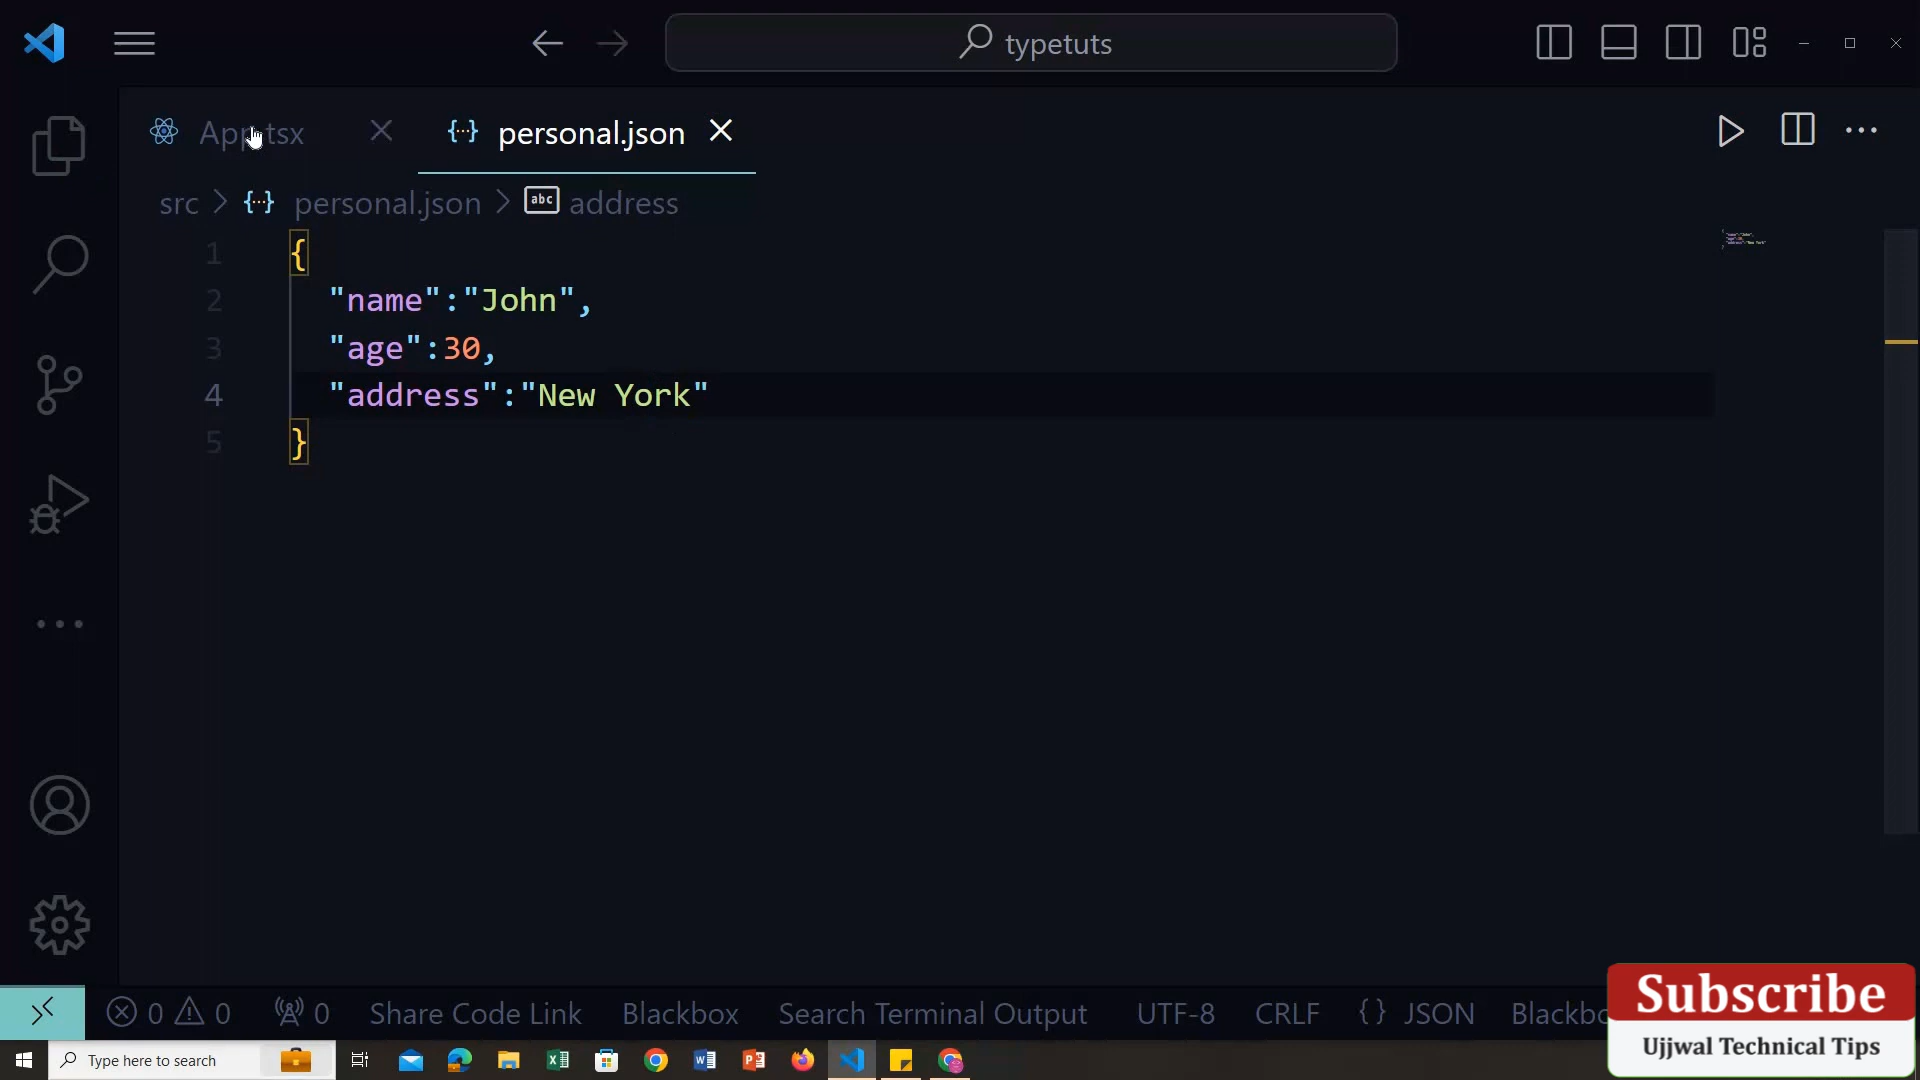 typetuts
App.tsx
personal.json
src > personal.json > abc address
1 {
2 "name":"John",
3 "age":30,
4 "address":"New York"
5 }
0 0 0 Share Code Link Blackbox Search Terminal Output UTF-8 CRLF {} JSON
Subscribe
Ujjwal Technical Tips
Type here to search